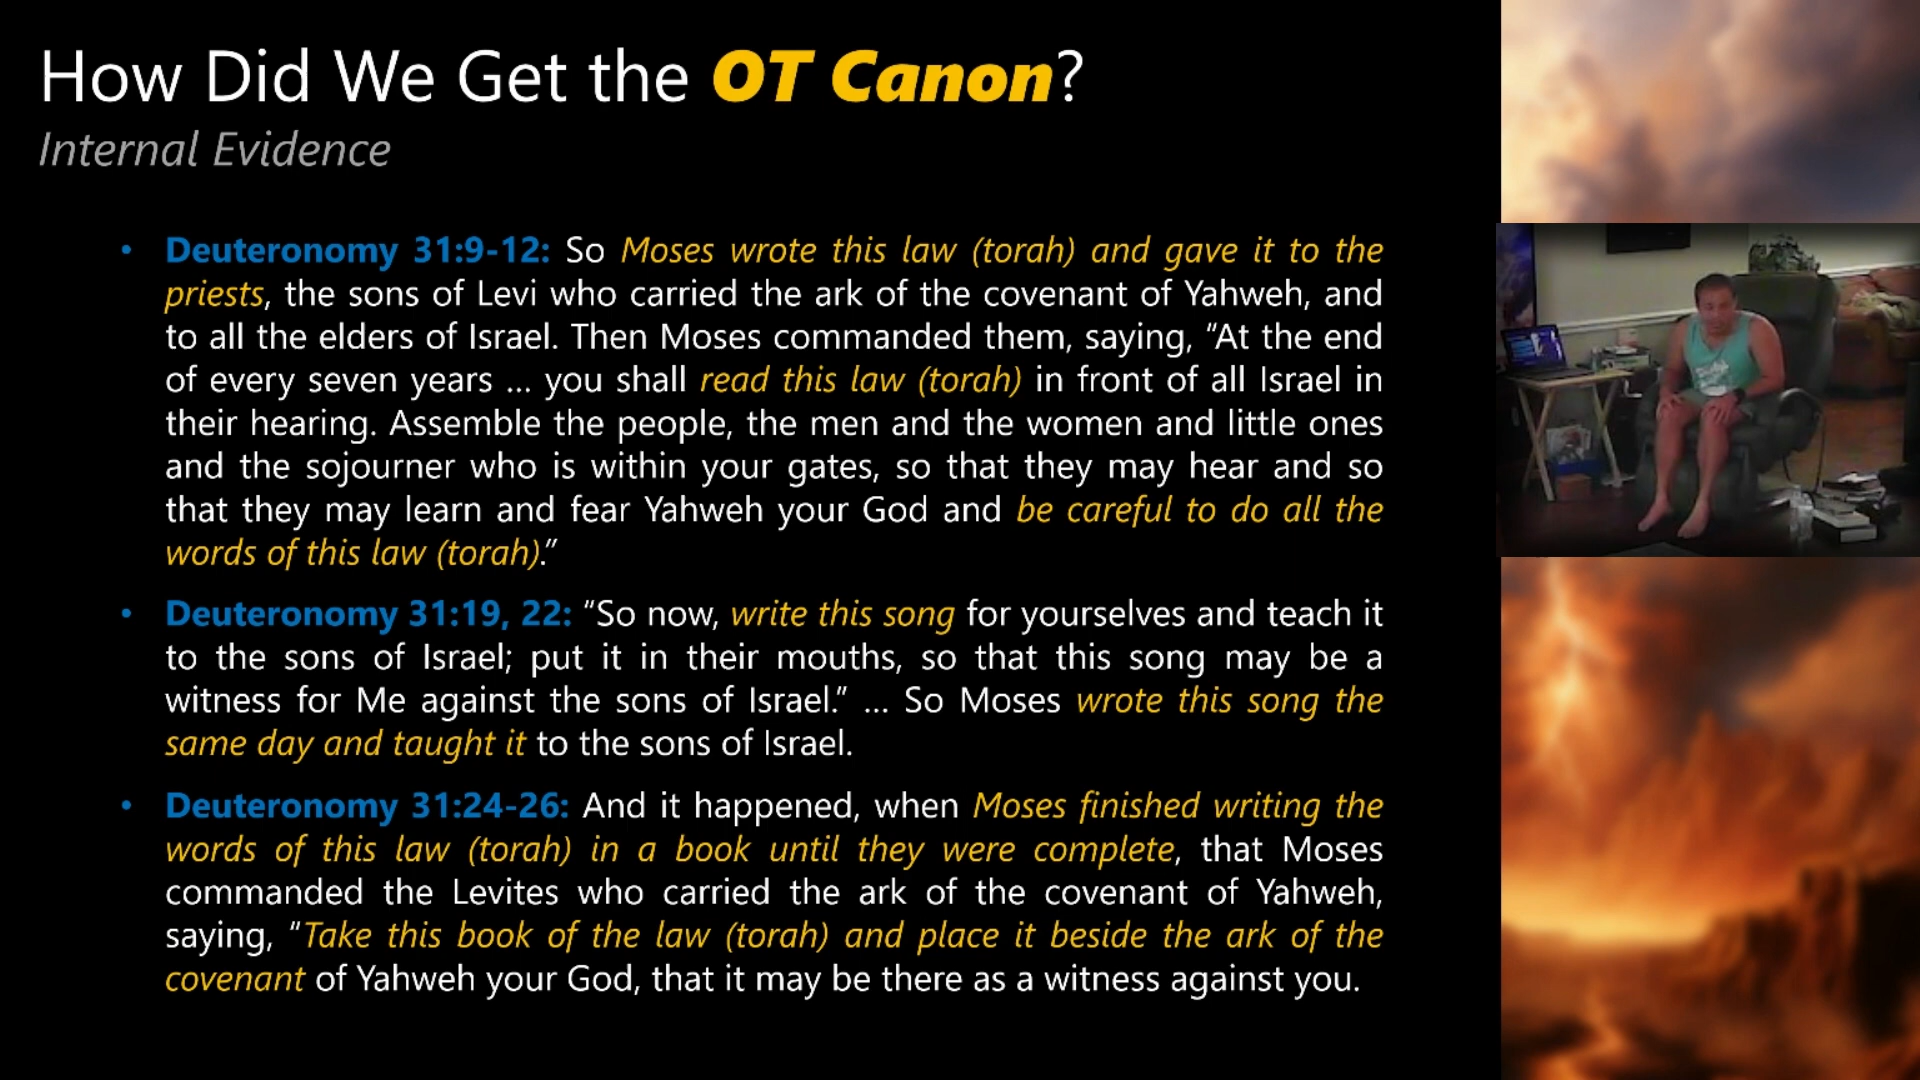 How Did We Get the OT Canon?
Internal Evidence
• Deuteronomy 31:9-12: So Moses wrote this law (torah) and gave it to the
priests, the sons of Levi who carried the ark of the covenant of Yahweh, and
to all the elders of Israel. Then Moses commanded them, saying, “At the end
of every seven years ... you shall read this law (torah) in front of all Israel in
their hearing. Assemble the people, the men and the women and little ones
and the sojourner who is within your gates, so that they may hear and so
that they may learn and fear Yahweh your God and be careful to do all the
words of this law (torah).”
• Deuteronomy 31:19, 22: “So now, write this song for yourselves and teach it
to the sons of Israel; put it in their mouths, so that this song may be a
witness for Me against the sons of Israel.” ... So Moses wrote this song the
same day and taught it to the sons of Israel.
• Deuteronomy 31:24-26: And it happened, when Moses finished writing the
words of this law (torah) in a book until they were complete, that Moses
commanded the Levites who carried the ark of the covenant of Yahweh,
saying, “Take this book of the law (torah) and place it beside the ark of the
covenant of Yahweh your God, that it may be there as a witness against you.